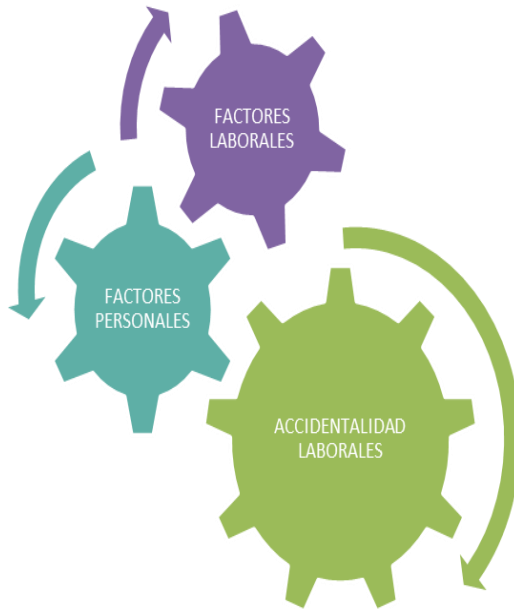 FACTORES
LABORALES
FACTORES
PERSONALES
ACCIDENTALIDAD
LABORALES